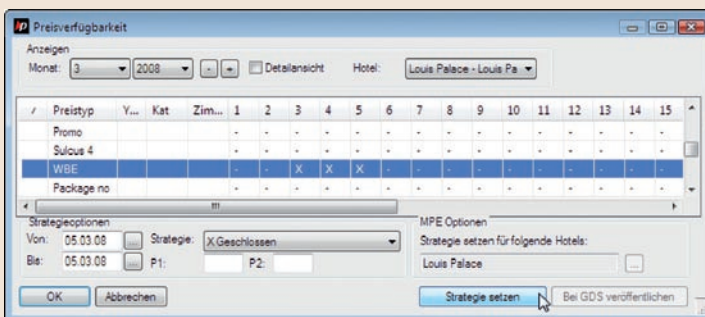 Preisverfügbarkeit
Anzeigen
Monat: 3 2008 - + Detailansicht Hotel: Louis Palace - Louis Pa
/ Preistyp Y... Kat Zim... 1 2 3 4 5 6 7 8 9 10 11 12 13 14 15
Promo - - - - - - - - - - - - - - -
Sulcus 4 - - - - - - - - - - - - - - -
WBE - - X X X - - - - - - - - - -
Package no - - - - - - - - - - - - - - -
Strategieoptionen MPE Optionen
Von: 05.03.08 ... Strategie: X Geschlossen Strategie setzen für folgende Hotels:
Bis: 05.03.08 ... P1: P2: Louis Palace ...
OK Abbrechen Strategie setzen Bei GDS veröffentlichen